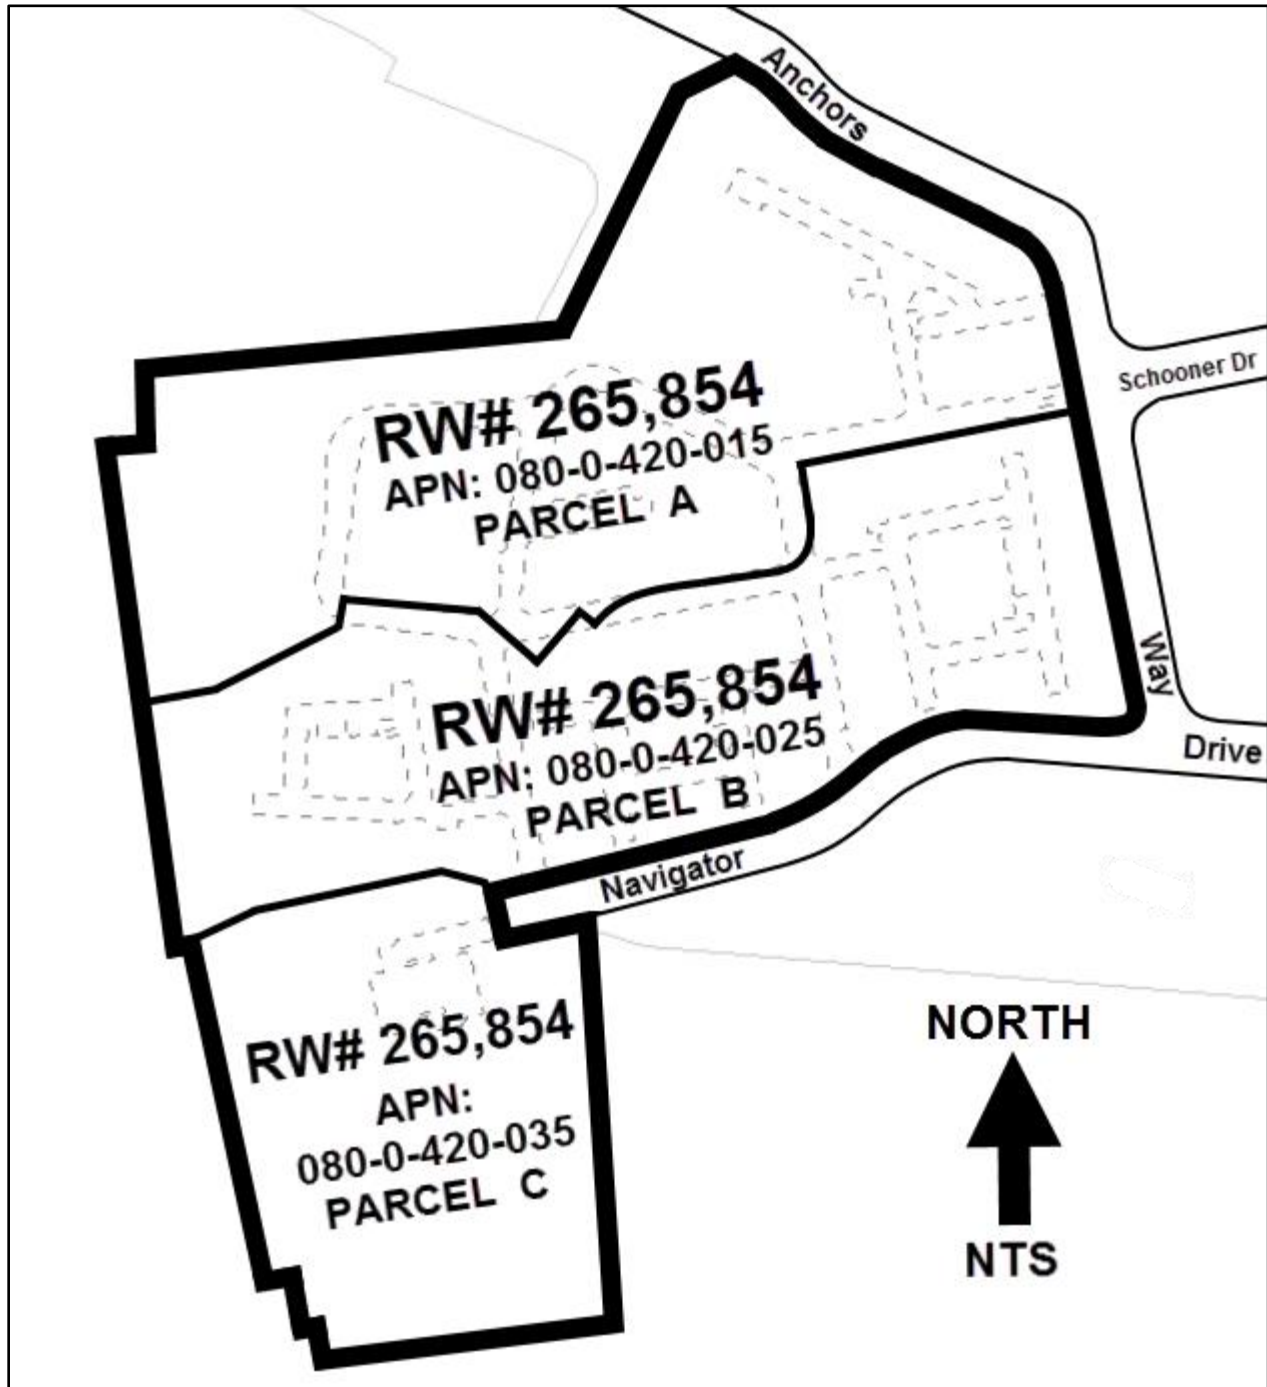 Anchors
Schooner Dr
RW# 265,854
APN: 080-0-420-015
PARCEL A
Way
RW# 265,854
APN: 080-0-420-025
PARCEL B
Drive
Navigator
RW# 265,854
APN:
080-0-420-035
PARCEL C
NORTH
NTS